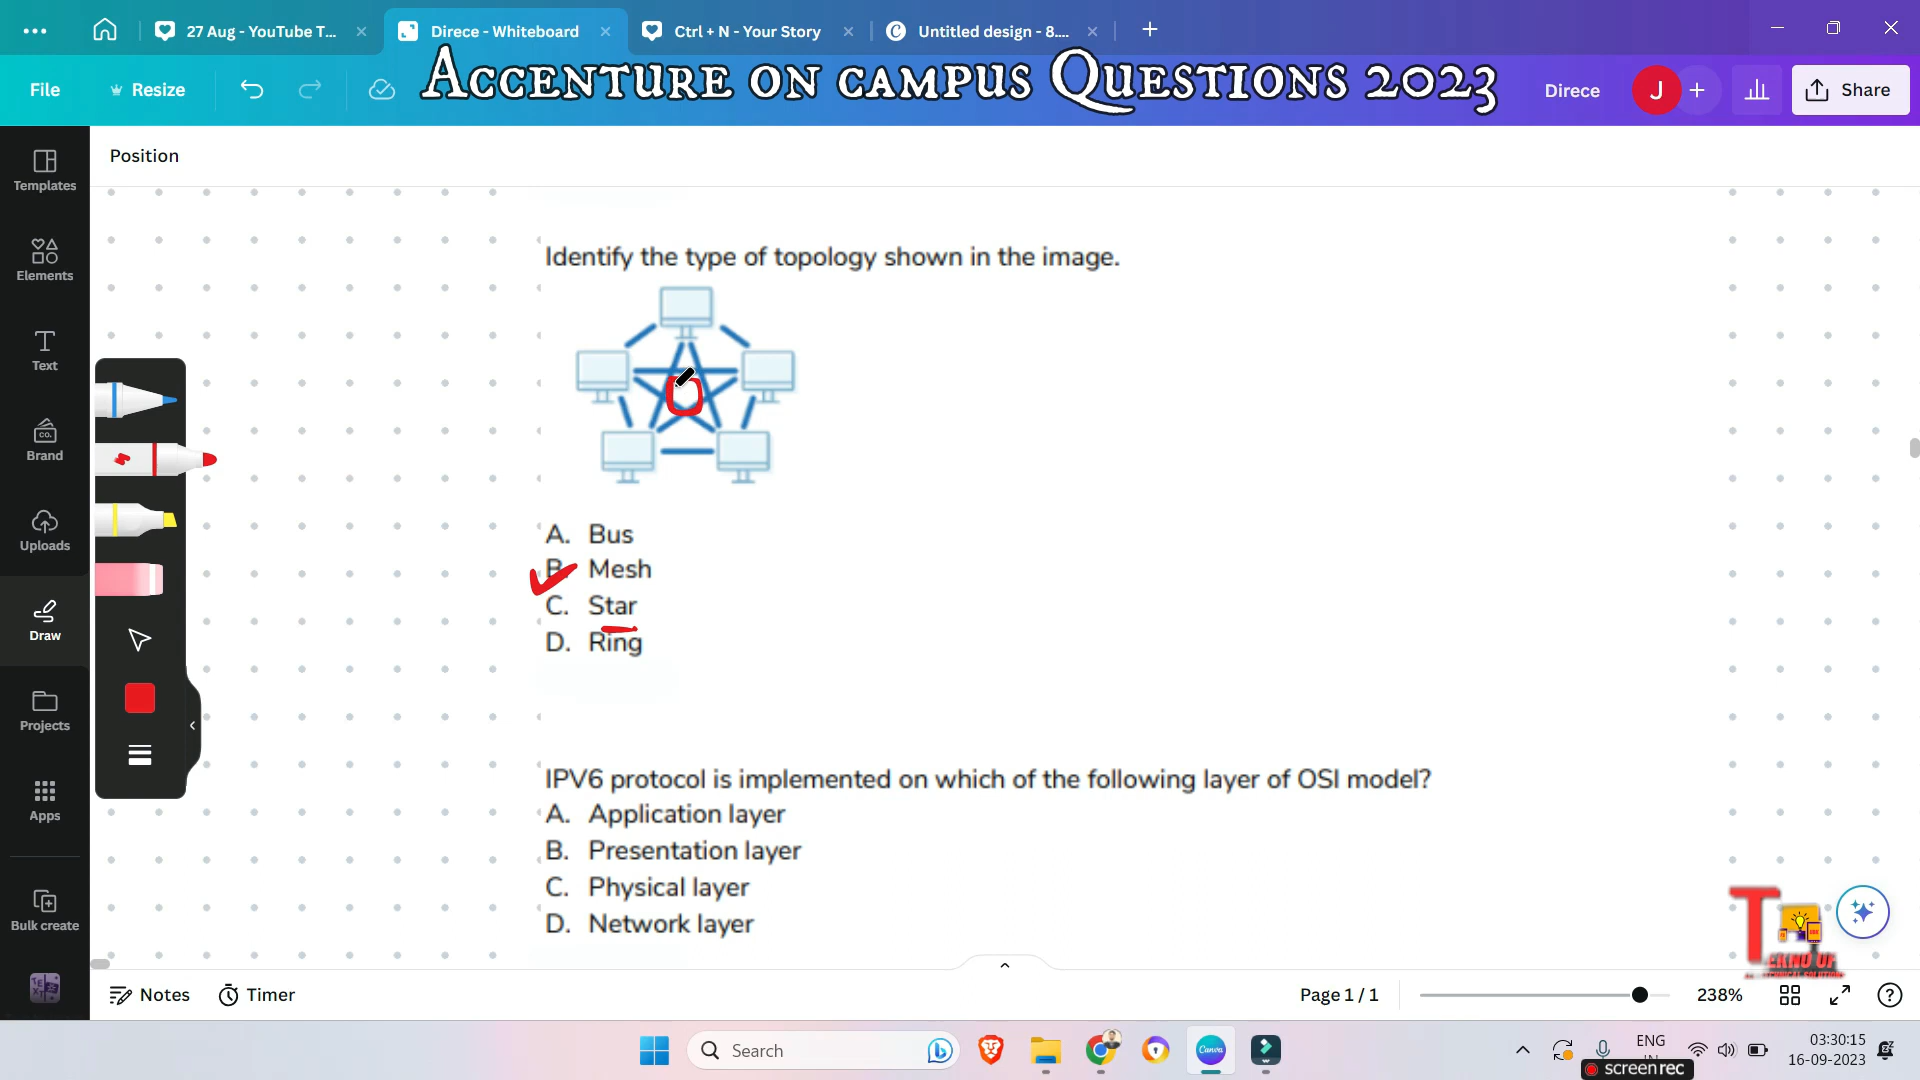 27 Aug - YouTube T...
Direce - Whiteboard
Ctrl + N - Your Story
Untitled design - 8....
Accenture on campus Questions 2023
File
Resize
Direce
J
Share
Position
Templates
Elements
Text
Brand
Uploads
Draw
Projects
Apps
Bulk create
Identify the type of topology shown in the image.
A. Bus
B. Mesh
C. Star
D. Ring
IPV6 protocol is implemented on which of the following layer of OSI model?
A. Application layer
B. Presentation layer
C. Physical layer
D. Network layer
Notes
Timer
Page 1 / 1
238%
Search
Canva
ENG
IN
03:30:15
16-09-2023
screenrec